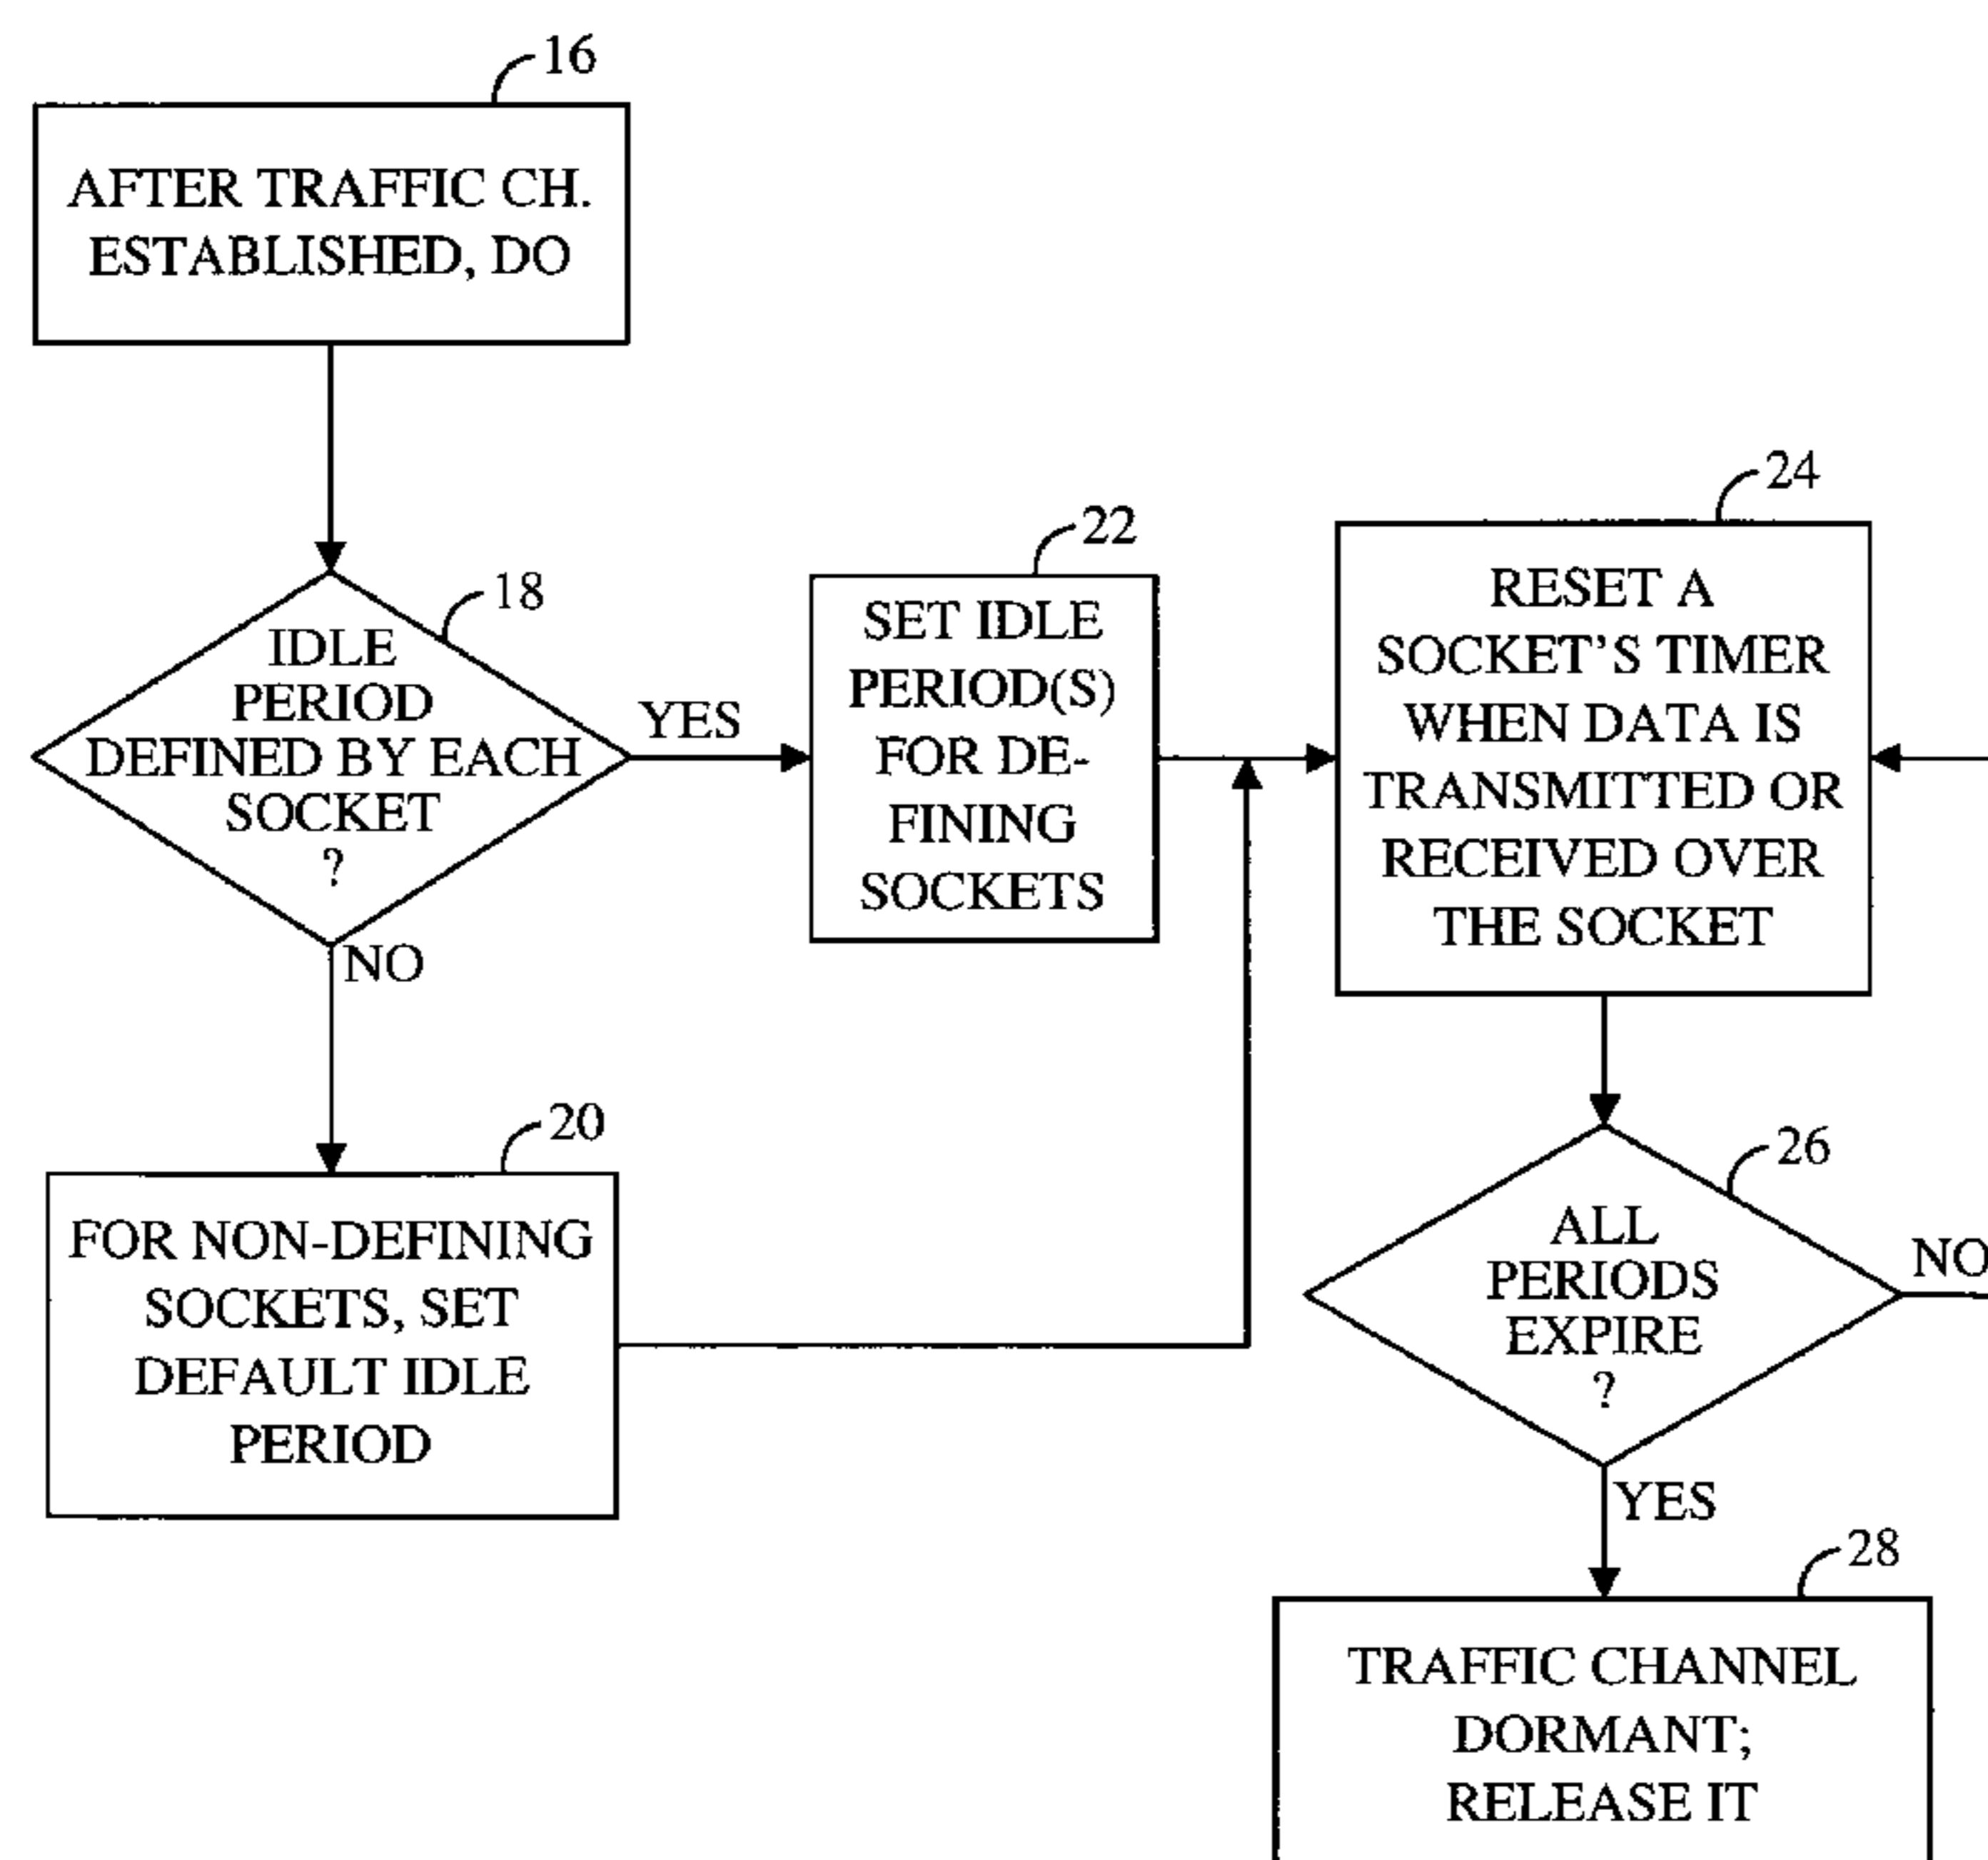 16
AFTER TRAFFIC CH.
ESTABLISHED, DO
18
IDLE
PERIOD
DEFINED BY EACH
SOCKET
?
YES
NO
22
SET IDLE
PERIOD(S)
FOR DE-
FINING
SOCKETS
20
FOR NON-DEFINING
SOCKETS, SET
DEFAULT IDLE
PERIOD
24
RESET A
SOCKET'S TIMER
WHEN DATA IS
TRANSMITTED OR
RECEIVED OVER
THE SOCKET
26
ALL
PERIODS
EXPIRE
?
NO
YES
28
TRAFFIC CHANNEL
DORMANT;
RELEASE IT